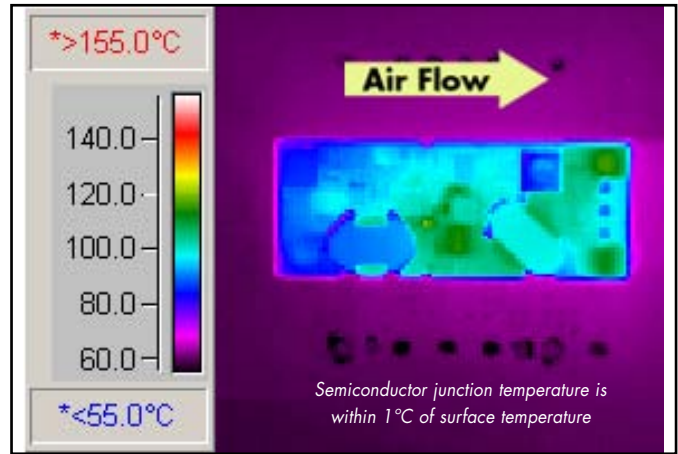 *>155.0°C
140.0
120.0
100.0
80.0
60.0
*<55.0°C
Air Flow
Semiconductor junction temperature is
within 1°C of surface temperature